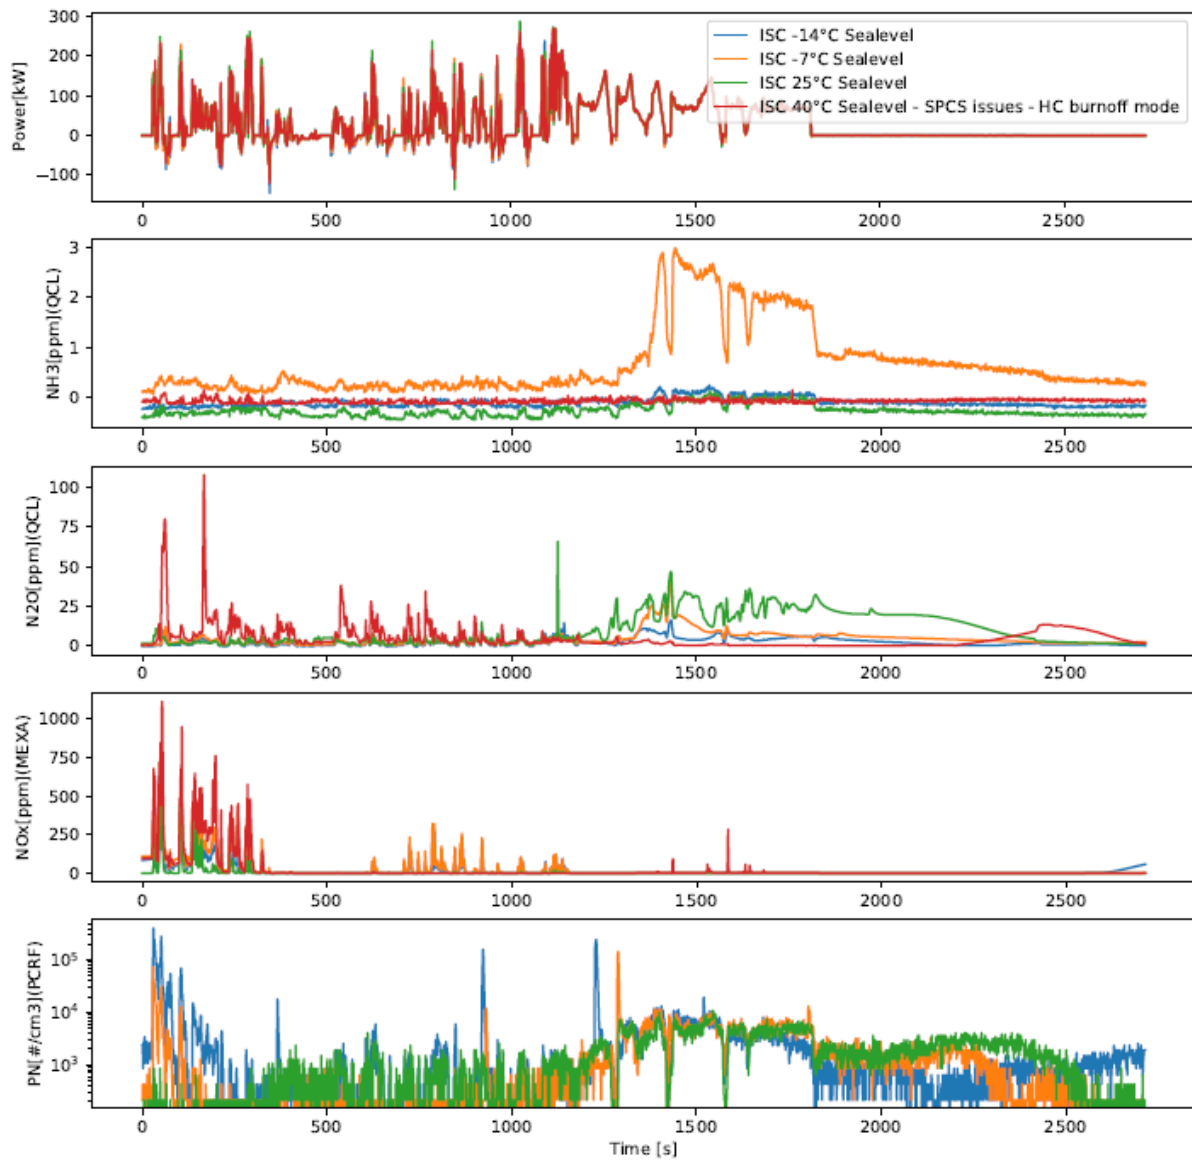 300
200
100
0
−100
Power[kW]
ISC -14°C Sealevel
ISC -7°C Sealevel
ISC 25°C Sealevel
ISC 40°C Sealevel - SPCS issues - HC burnoff mode
0 500 1000 1500 2000 2500
3
2
1
0
NH3[ppm](QCL)
0 500 1000 1500 2000 2500
100
75
50
25
0
N2O[ppm](QCL)
0 500 1000 1500 2000 2500
1000
750
500
250
0
NOx[ppm](MEXA)
0 500 1000 1500 2000 2500
10⁵
10⁴
10³
PN[#/cm3](PCRF)
0 500 1000 1500 2000 2500
Time [s]